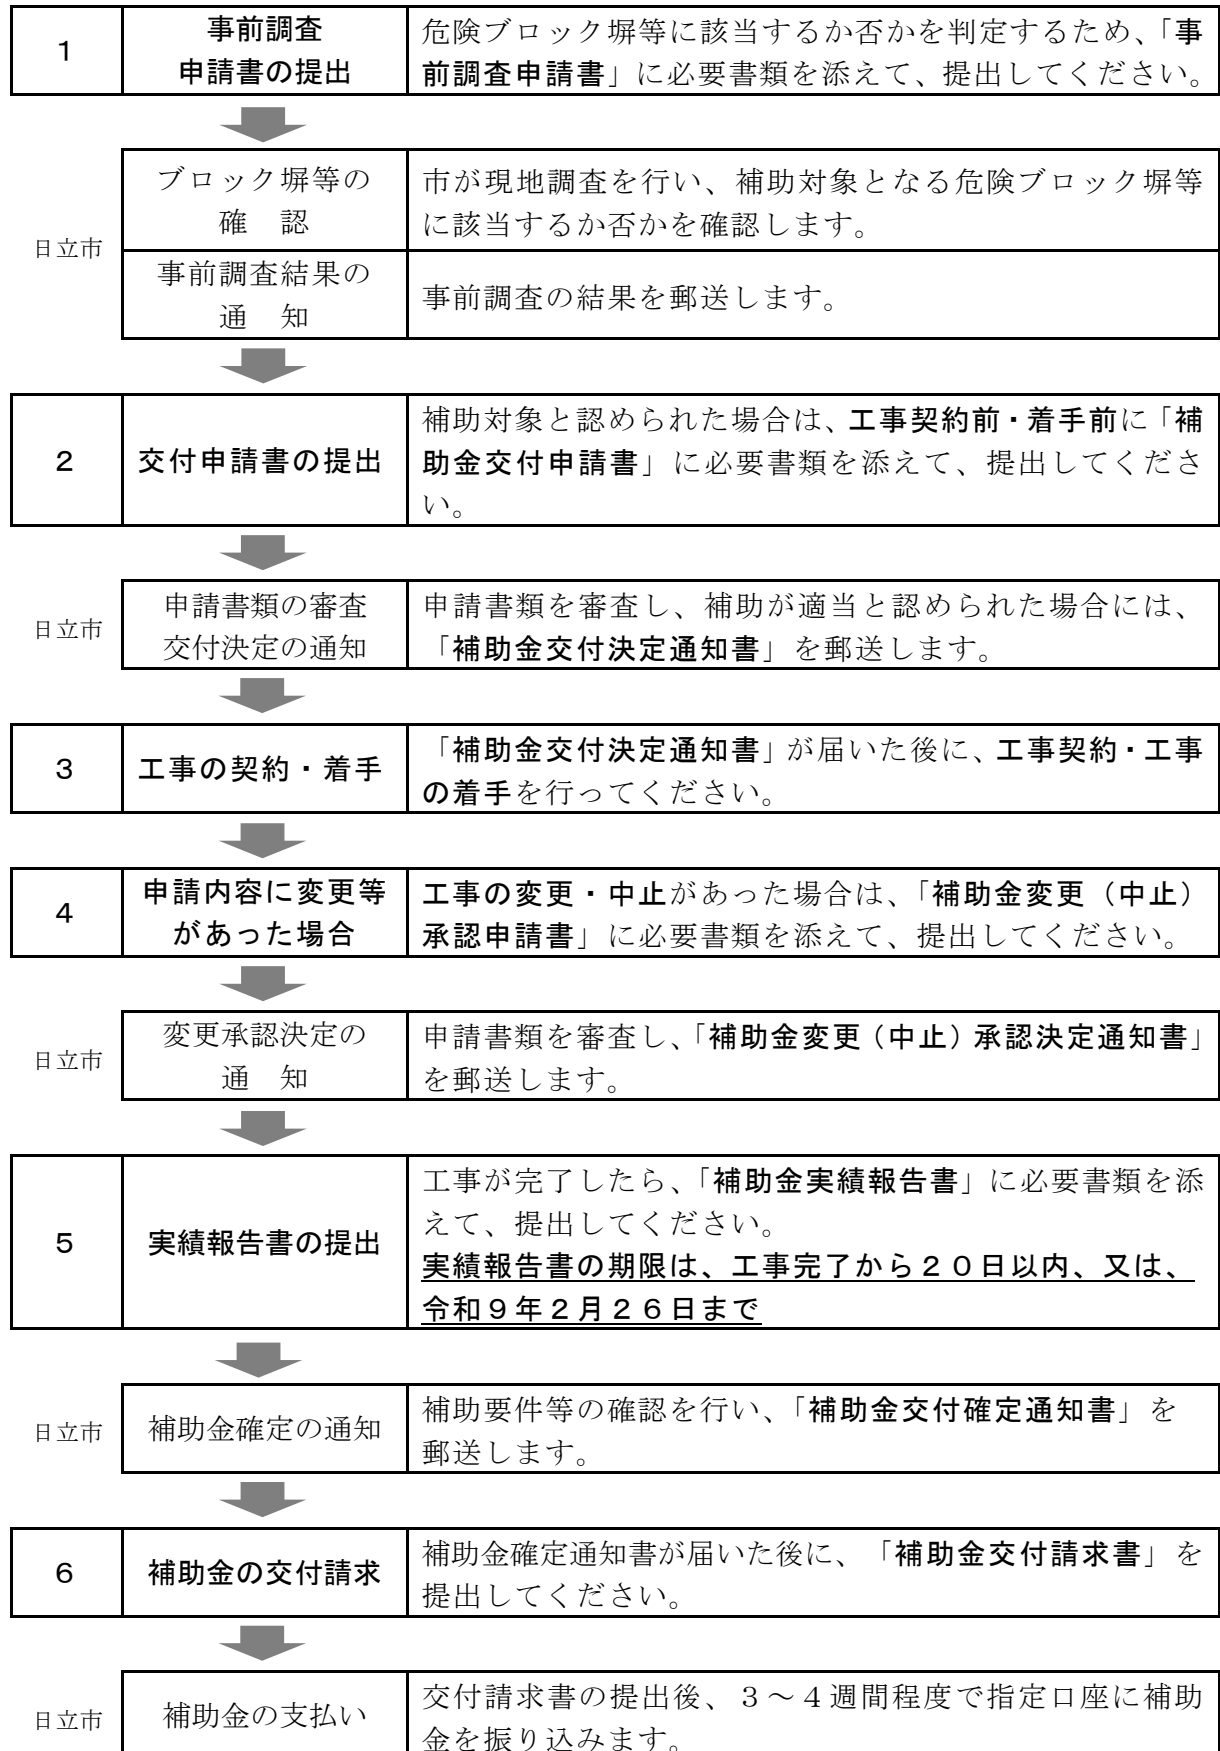 1
事前調査
申請書の提出
危険ブロック塀等に該当するか否かを判定するため、「事
前調査申請書」に必要書類を添えて、提出してください。
日立市
ブロック塀等の
確　認
市が現地調査を行い、補助対象となる危険ブロック塀等
に該当するか否かを確認します。
事前調査結果の
通　知
事前調査の結果を郵送します。
2
交付申請書の提出
補助対象と認められた場合は、工事契約前・着手前に「補
助金交付申請書」に必要書類を添えて、提出してくださ
い。
日立市
申請書類の審査
交付決定の通知
申請書類を審査し、補助が適当と認められた場合には、
「補助金交付決定通知書」を郵送します。
3
工事の契約・着手
「補助金交付決定通知書」が届いた後に、工事契約・工事
の着手を行ってください。
4
申請内容に変更等
があった場合
工事の変更・中止があった場合は、「補助金変更（中止）
承認申請書」に必要書類を添えて、提出してください。
日立市
変更承認決定の
通　知
申請書類を審査し、「補助金変更（中止）承認決定通知書」
を郵送します。
5
実績報告書の提出
工事が完了したら、「補助金実績報告書」に必要書類を添
えて、提出してください。
実績報告書の期限は、工事完了から２０日以内、又は、
令和９年２月２６日まで
日立市
補助金確定の通知
補助要件等の確認を行い、「補助金交付確定通知書」を
郵送します。
6
補助金の交付請求
補助金確定通知書が届いた後に、「補助金交付請求書」を
提出してください。
日立市
補助金の支払い
交付請求書の提出後、３～４週間程度で指定口座に補助
金を振り込みます。